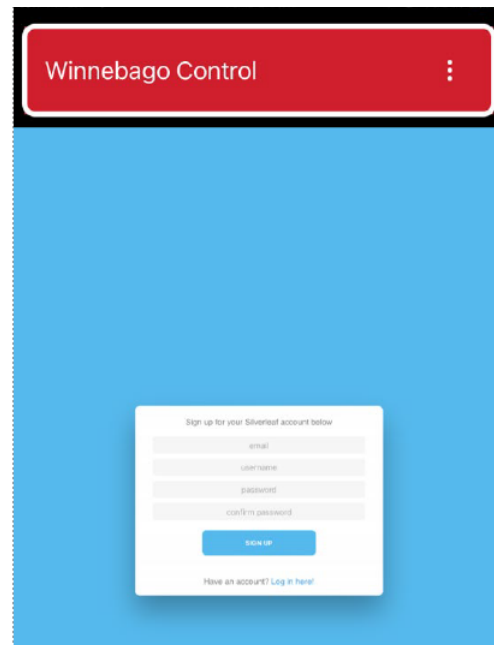 Winnebago Control
Sign up for your Silverleaf account below
email
username
password
confirm password
SIGN UP
Have an account? Log in here!